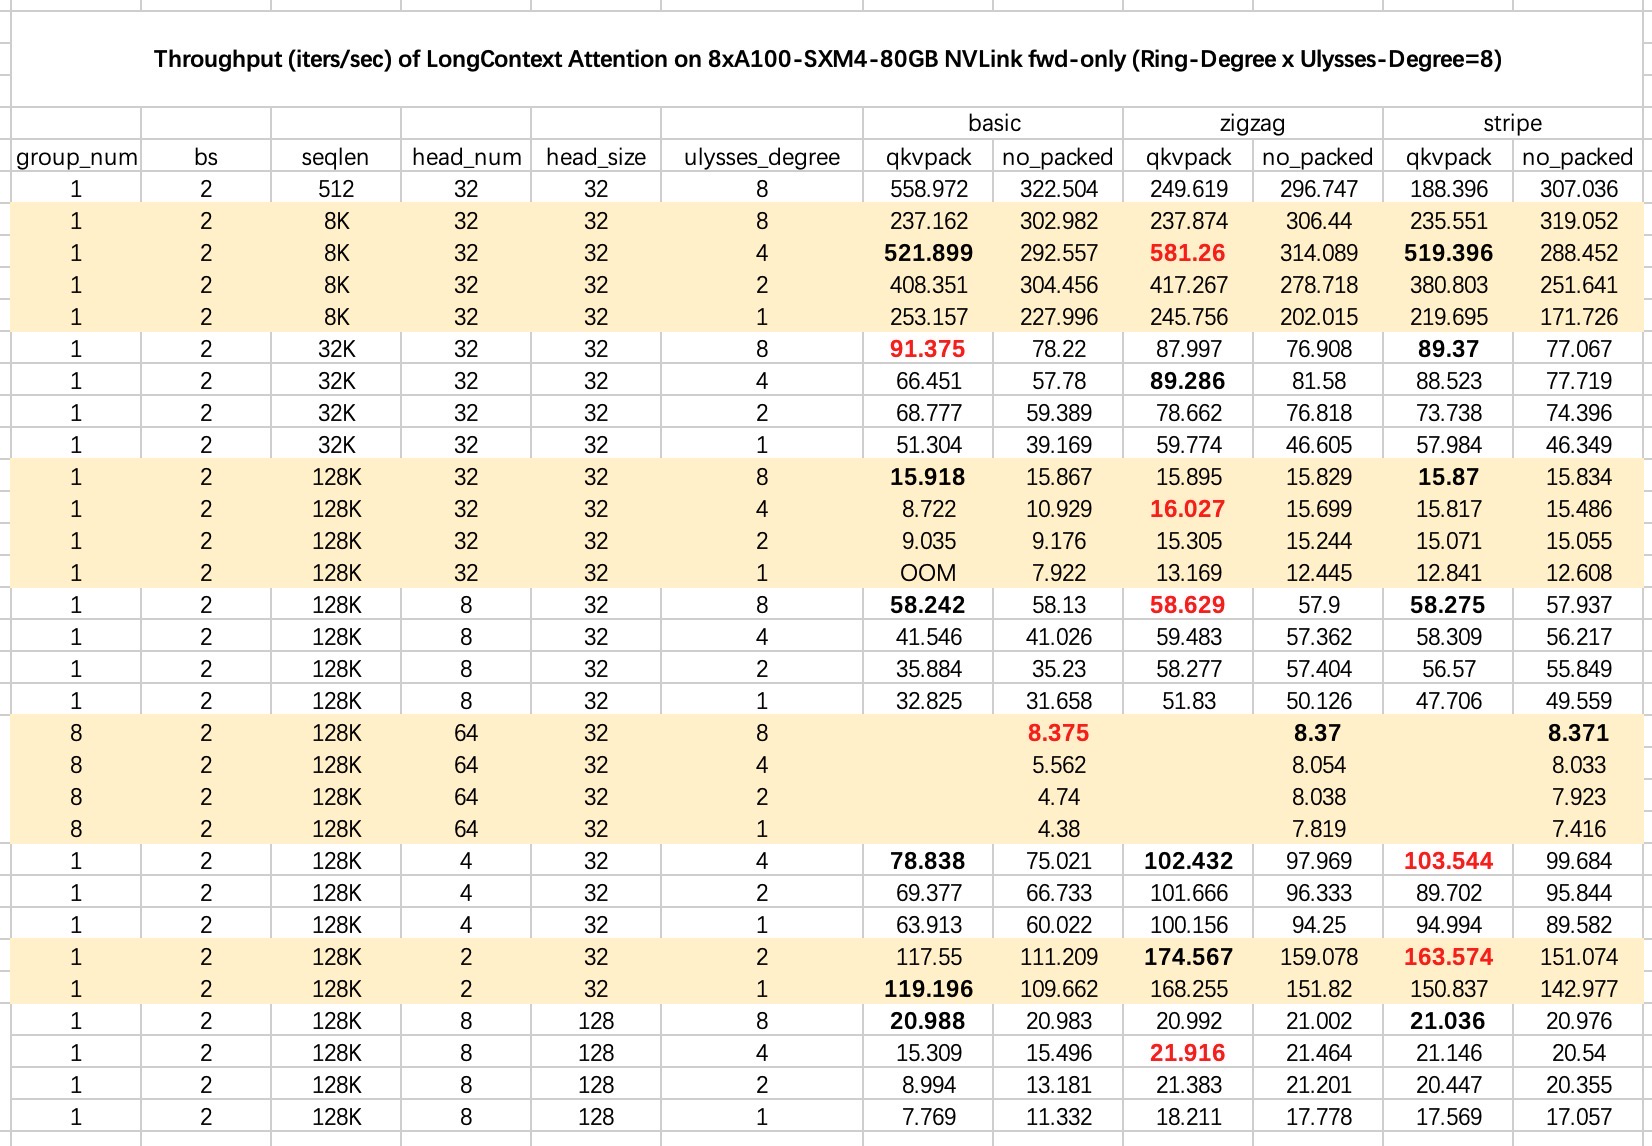 Throughput (iters/sec) of LongContext Attention on 8xA100-SXM4-80GB NVLink fwd-only (Ring-Degree x Ulysses-Degree=8)
basic zigzag stripe
group_num bs seqlen head_num head_size ulysses_degree qkvpack no_packed qkvpack no_packed qkvpack no_packed
1 2 512 32 32 8 558.972 322.504 249.619 296.747 188.396 307.036
1 2 8K 32 32 8 237.162 302.982 237.874 306.44 235.551 319.052
1 2 8K 32 32 4 521.899 292.557 581.26 314.089 519.396 288.452
1 2 8K 32 32 2 408.351 304.456 417.267 278.718 380.803 251.641
1 2 8K 32 32 1 253.157 227.996 245.756 202.015 219.695 171.726
1 2 32K 32 32 8 91.375 78.22 87.997 76.908 89.37 77.067
1 2 32K 32 32 4 66.451 57.78 89.286 81.58 88.523 77.719
1 2 32K 32 32 2 68.777 59.389 78.662 76.818 73.738 74.396
1 2 32K 32 32 1 51.304 39.169 59.774 46.605 57.984 46.349
1 2 128K 32 32 8 15.918 15.867 15.895 15.829 15.87 15.834
1 2 128K 32 32 4 8.722 10.929 16.027 15.699 15.817 15.486
1 2 128K 32 32 2 9.035 9.176 15.305 15.244 15.071 15.055
1 2 128K 32 32 1 OOM 7.922 13.169 12.445 12.841 12.608
1 2 128K 8 32 8 58.242 58.13 58.629 57.9 58.275 57.937
1 2 128K 8 32 4 41.546 41.026 59.483 57.362 58.309 56.217
1 2 128K 8 32 2 35.884 35.23 58.277 57.404 56.57 55.849
1 2 128K 8 32 1 32.825 31.658 51.83 50.126 47.706 49.559
8 2 128K 64 32 8 8.375 8.37 8.371
8 2 128K 64 32 4 5.562 8.054 8.033
8 2 128K 64 32 2 4.74 8.038 7.923
8 2 128K 64 32 1 4.38 7.819 7.416
1 2 128K 4 32 4 78.838 75.021 102.432 97.969 103.544 99.684
1 2 128K 4 32 2 69.377 66.733 101.666 96.333 89.702 95.844
1 2 128K 4 32 1 63.913 60.022 100.156 94.25 94.994 89.582
1 2 128K 2 32 2 117.55 111.209 174.567 159.078 163.574 151.074
1 2 128K 2 32 1 119.196 109.662 168.255 151.82 150.837 142.977
1 2 128K 8 128 8 20.988 20.983 20.992 21.002 21.036 20.976
1 2 128K 8 128 4 15.309 15.496 21.916 21.464 21.146 20.54
1 2 128K 8 128 2 8.994 13.181 21.383 21.201 20.447 20.355
1 2 128K 8 128 1 7.769 11.332 18.211 17.778 17.569 17.057